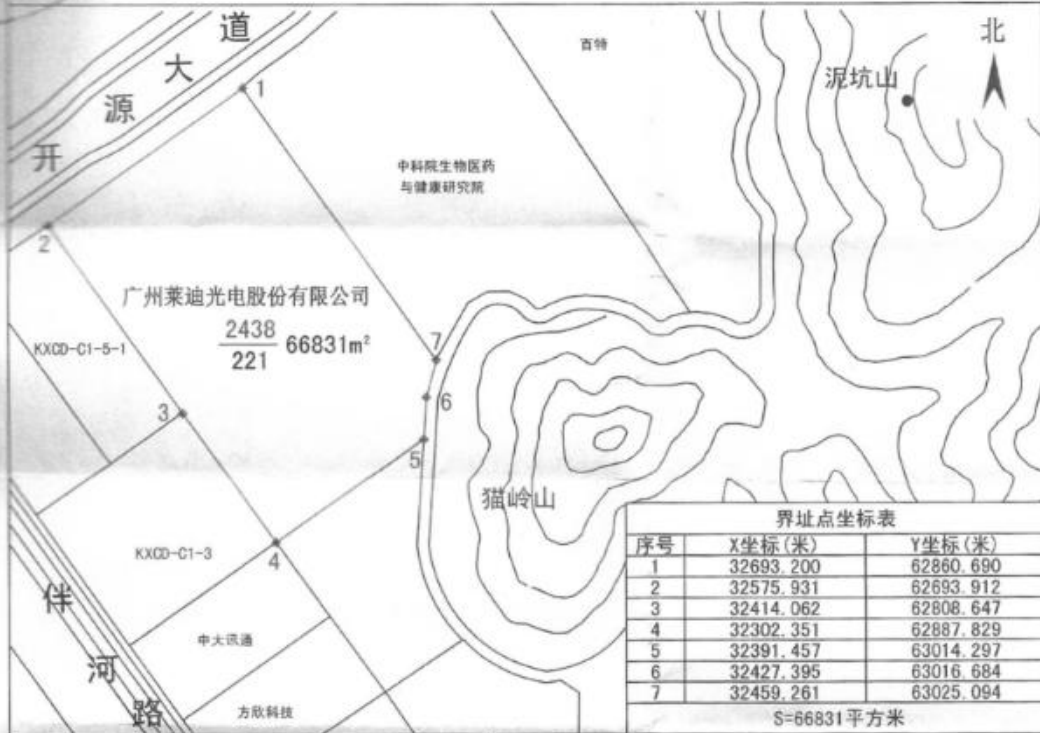 开源大道
北
百特
泥坑山
1
中科院生物医药
与健康研究院
2
广州莱迪光电股份有限公司
2438
221
66831m²
7
KXCD-C1-5-1
6
3
5
猫岭山
KXCD-C1-3
4
伴河路
中大讯通
方欣科技
界址点坐标表
序号 X坐标(米) Y坐标(米)
1 32693.200 62860.690
2 32575.931 62693.912
3 32414.062 62808.647
4 32302.351 62887.829
5 32391.457 63014.297
6 32427.395 63016.684
7 32459.261 63025.094
S=66831平方米